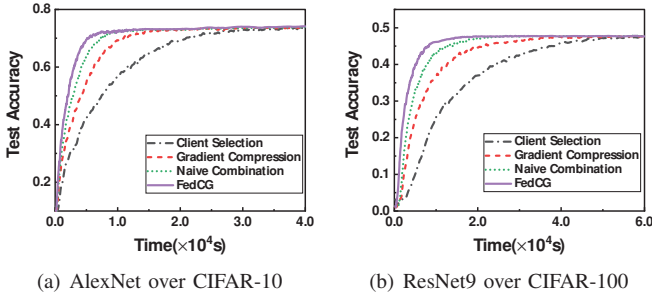 Test Accuracy
0.8
0.6
0.4
0.2
Client Selection
Gradient Compression
Naive Combination
FedCG
0.0 1.0 2.0 3.0 4.0
Time(×10⁴s)
(a) AlexNet over CIFAR-10
Test Accuracy
0.5
0.4
0.3
0.2
0.1
0.0
Client Selection
Gradient Compression
Naive Combination
FedCG
0.0 2.0 4.0 6.0
Time(×10⁴s)
(b) ResNet9 over CIFAR-100